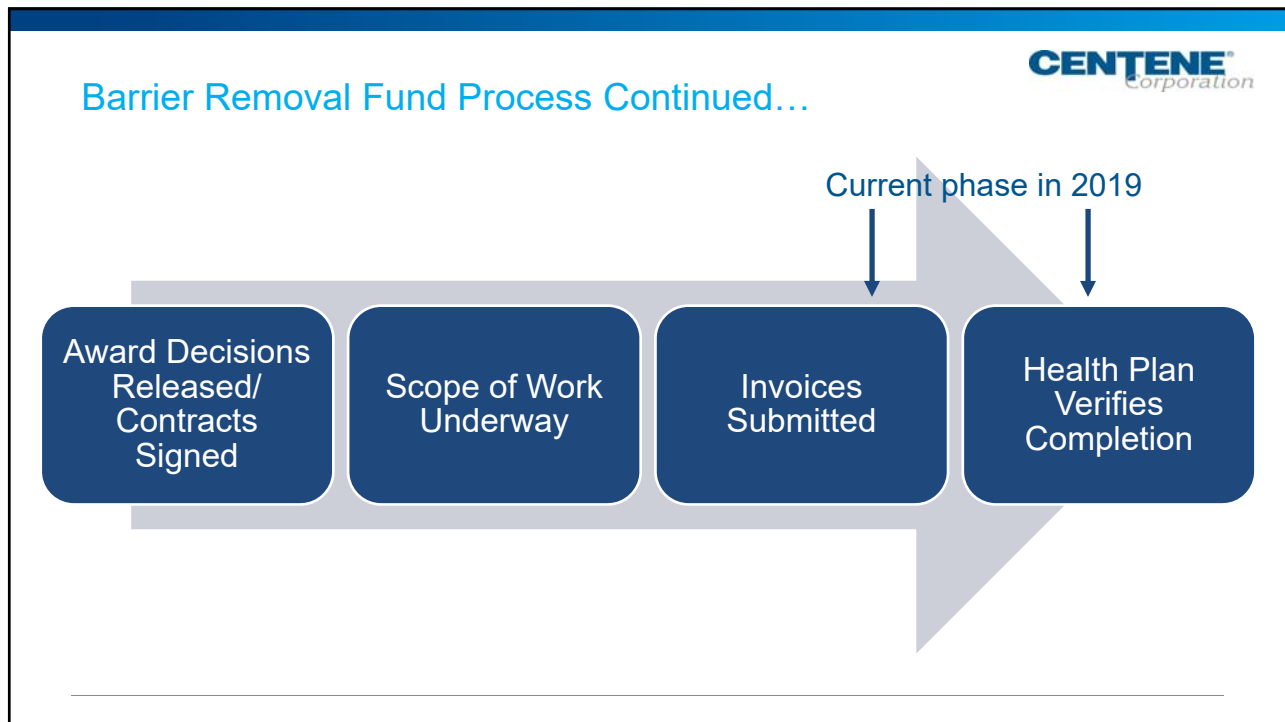 CENTENE®
Corporation
Barrier Removal Fund Process Continued…
Current phase in 2019
Award Decisions
Released/
Contracts
Signed
Scope of Work
Underway
Invoices
Submitted
Health Plan
Verifies
Completion